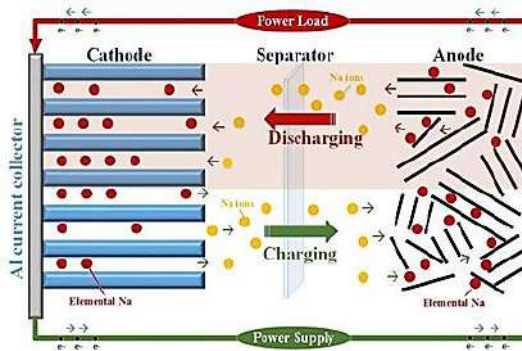 Power Load
Cathode
Separator
Anode
Na ions
Discharging
Al current collector
Na ions
Charging
Elemental Na
Elemental Na
Power Supply